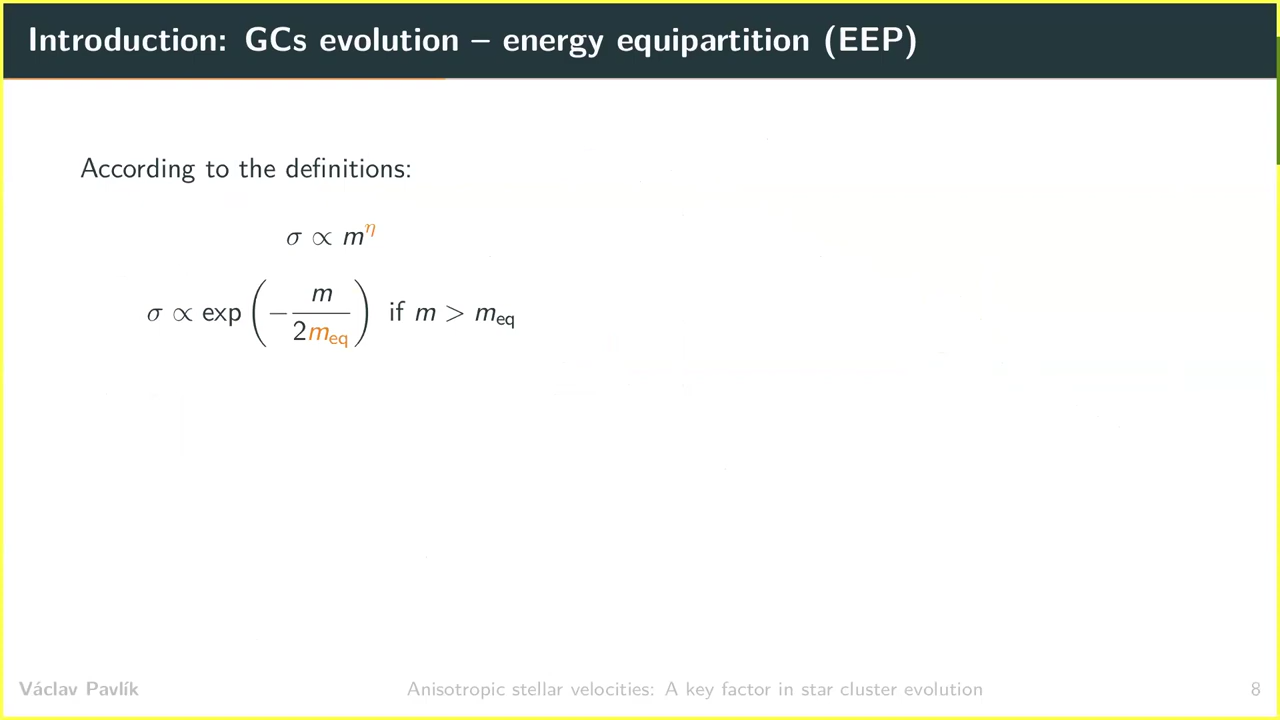 Introduction: GCs evolution – energy equipartition (EEP)
According to the definitions:
σ ∝ m^η
σ ∝ exp(−m/(2m_eq)) if m > m_eq
Václav Pavlík
Anisotropic stellar velocities: A key factor in star cluster evolution
8